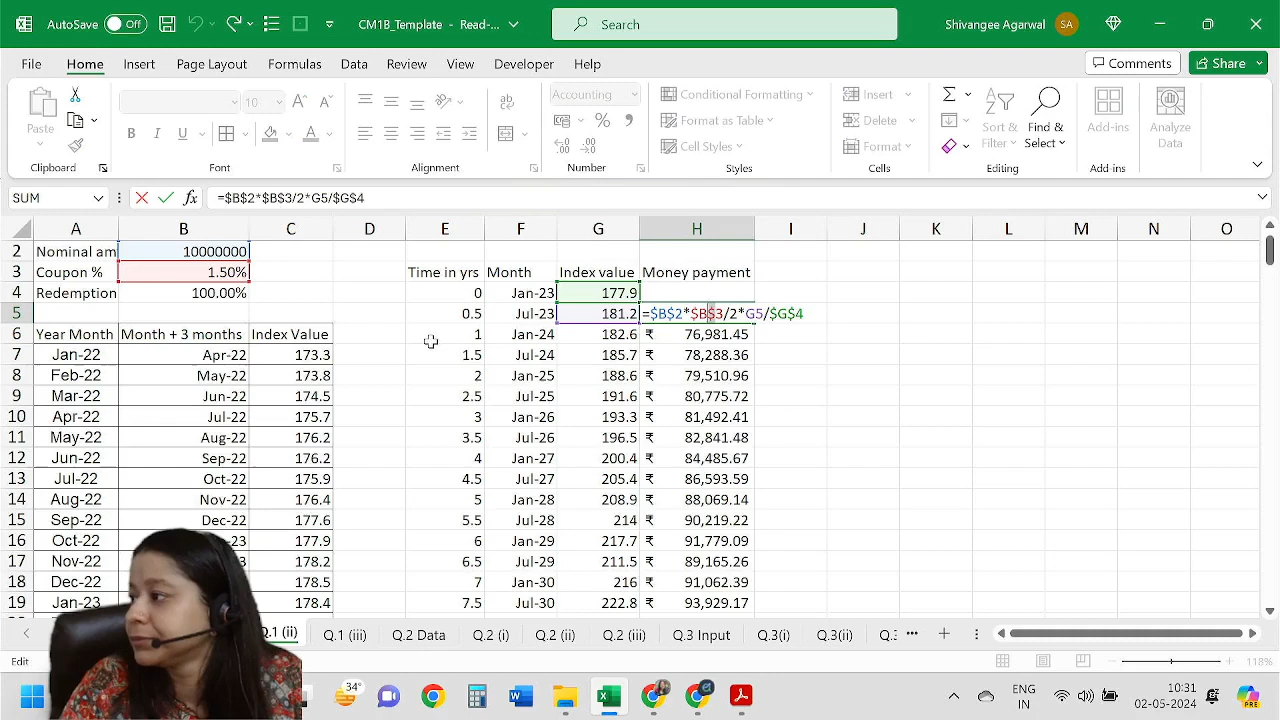 AutoSave Off CM1B_Template - Read-... Search Shivangee Agarwal SA
File Home Insert Page Layout Formulas Data Review View Developer Help Comments Share
Paste 10 Accounting Conditional Formatting Insert Sort & Find & Add-ins Analyze
B I U Format as Table Delete Filter Select Data
Cell Styles Format
Clipboard Font Alignment Number Styles Cells Editing Add-ins
SUM fx =$B$2*$B$3/2*G5/$G$4
A B C D E F G H I J K L M N O
2 Nominal am 10000000
3 Coupon % 1.50% Time in yrs Month Index value Money payment
4 Redemption 100.00% 0 Jan-23 177.9
5 0.5 Jul-23 181.2 =$B$2*$B$3/2*G5/$G$4
6 Year Month Month + 3 months Index Value 1 Jan-24 182.6 ₹ 76,981.45
7 Jan-22 Apr-22 173.3 1.5 Jul-24 185.7 ₹ 78,288.36
8 Feb-22 May-22 173.8 2 Jan-25 188.6 ₹ 79,510.96
9 Mar-22 Jun-22 174.5 2.5 Jul-25 191.6 ₹ 80,775.72
10 Apr-22 Jul-22 175.7 3 Jan-26 193.3 ₹ 81,492.41
11 May-22 Aug-22 176.2 3.5 Jul-26 196.5 ₹ 82,841.48
12 Jun-22 Sep-22 176.2 4 Jan-27 200.4 ₹ 84,485.67
13 Jul-22 Oct-22 175.9 4.5 Jul-27 205.4 ₹ 86,593.59
14 Aug-22 Nov-22 176.4 5 Jan-28 208.9 ₹ 88,069.14
15 Sep-22 Dec-22 177.6 5.5 Jul-28 214 ₹ 90,219.22
16 Oct-22 -23 177.9 6 Jan-29 217.7 ₹ 91,779.09
17 Nov-22 178.2 6.5 Jul-29 211.5 ₹ 89,165.26
18 Dec-22 178.5 7 Jan-30 216 ₹ 91,062.39
19 Jan-23 178.4 7.5 Jul-30 222.8 ₹ 93,929.17
Q.1 (ii) Q.1 (iii) Q.2 Data Q.2 (i) Q.2 (ii) Q.2 (iii) Q.3 Input Q.3(i) Q.3(ii) Q.:
Edit 118%
34° ENG 10:31
IN 02-05-2024 PRE